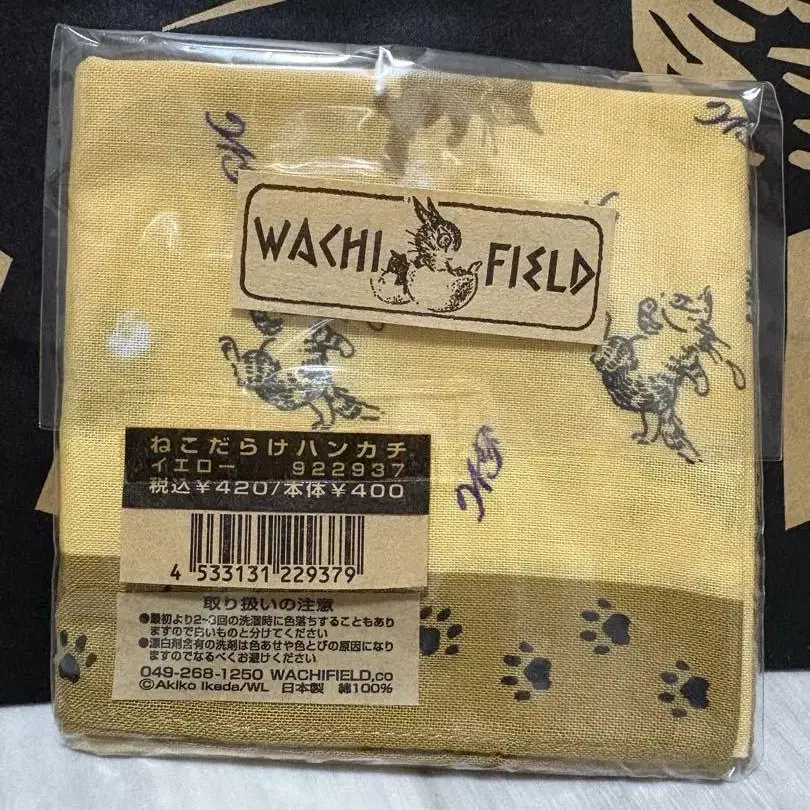 WACHI FIELD
ねこだらけハンカチ
イエロー 922937
税込￥420/本体￥400
4 533131 229379
取り扱いの注意
●最初より2~3回の洗濯時に色落ちすることもあり
ますので白いものと分けてください
●漂白剤含有の洗剤は色あせや色とびの原因になり
ますのでなるべくお避けください
049-268-1250 WACHIFIELD,co
©Akiko Ikeda/WL 日本製 綿100%